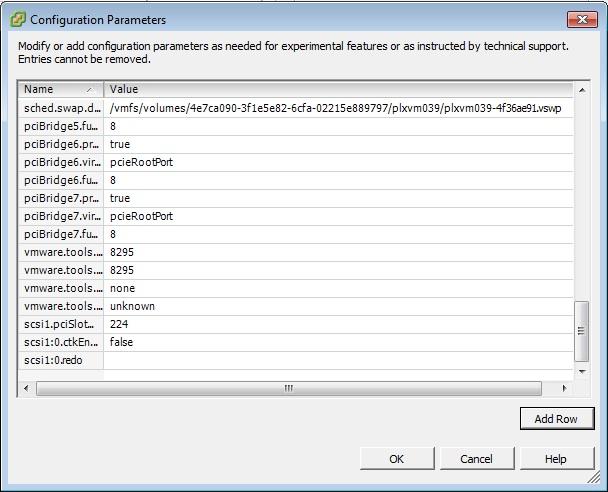 Configuration Parameters
Modify or add configuration parameters as needed for experimental features or as instructed by technical support.
Entries cannot be removed.
Name Value
sched.swap.d... /vmfs/volumes/4e7ca090-3f1e5e82-6cfa-02215e889797/plxvm039/plxvm039-4f36ae91.vswp
pciBridge5.fu... 8
pciBridge6.pr... true
pciBridge6.vir... pcieRootPort
pciBridge6.fu... 8
pciBridge7.pr... true
pciBridge7.vir... pcieRootPort
pciBridge7.fu... 8
vmware.tools.... 8295
vmware.tools.... 8295
vmware.tools.... none
vmware.tools.... unknown
scsi1.pciSlot... 224
scsi1:0.ctkEn... false
scsi1:0.redo
Add Row
OK Cancel Help